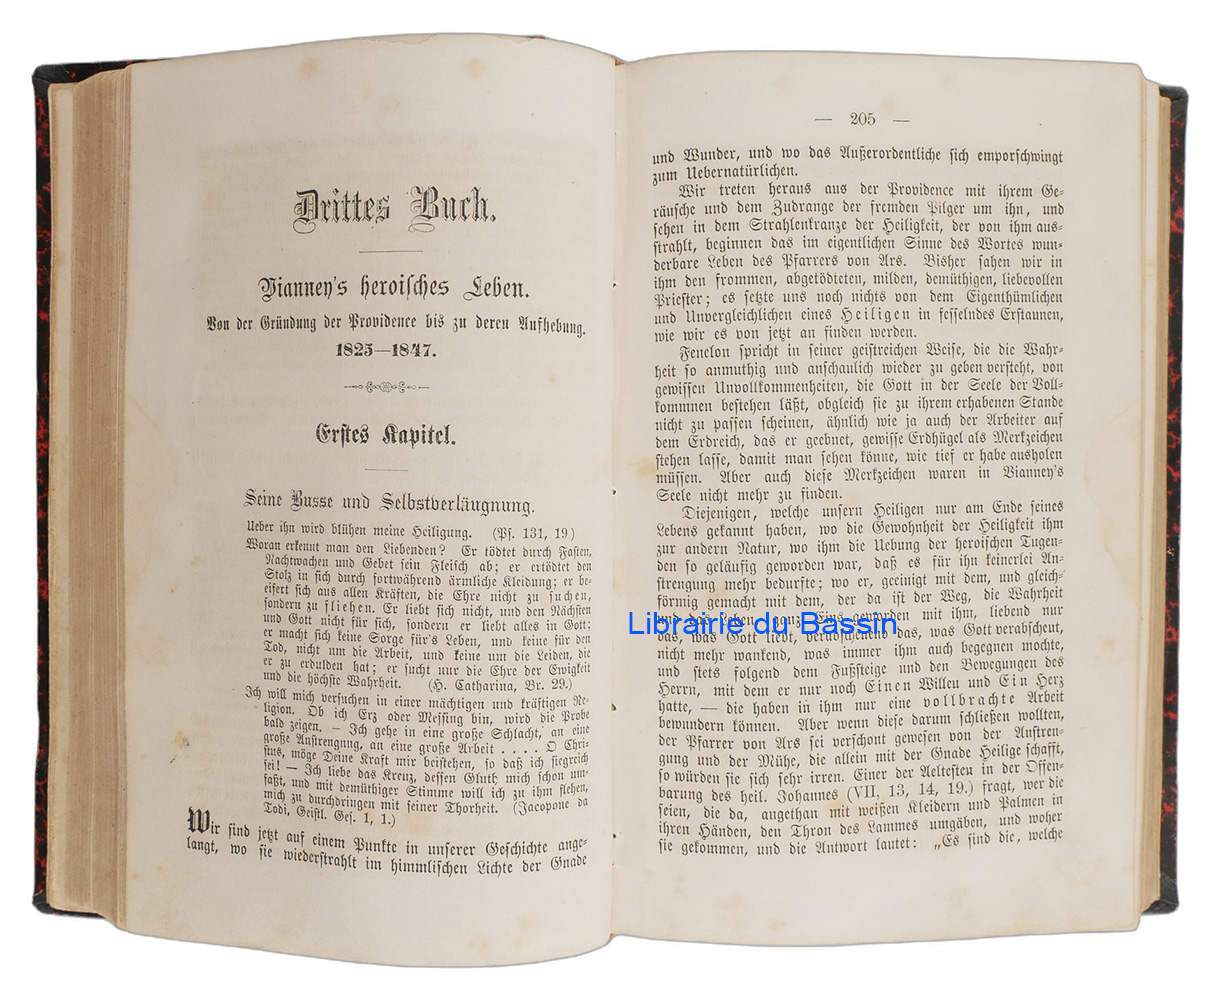 Drittes Buch.
Vianney's heroisches Leben.
Von der Gründung der Providence bis zu deren Aufhebung.
1825—1847.
Erstes Kapitel.
Seine Busse und Selbstverläugnung.
Ueber ihn wird blühen meine Heiligung. (Ps. 131, 19.)
Woran erkennt man den Liebenden? Er tödtet durch Fasten,
Nachtwachen und Gebet sein Fleisch ab; er ertödtet den
Stolz in sich durch fortwährend ärmliche Kleidung; er be-
eifert sich aus allen Kräften, die Ehre nicht zu suchen,
sondern zu fliehen. Er liebt sich nicht, und den Nächsten
und Gott nicht für sich, sondern er liebt alles in Gott;
er macht sich keine Sorge für's Leben, und keine für den
Tod, nicht um die Arbeit, und keine um die Leiden, die
er zu erdulden hat; er sucht nur die Ehre der Ewigkeit
und die höchste Wahrheit. (H. Catharina, Br. 29.)
Ich will mich versuchen in einer mächtigen und kräftigen Re-
ligion. Ob ich Erz oder Messing bin, wird die Probe
bald zeigen. — Ich gehe in eine große Schlacht, an eine
große Anstrengung, an eine große Arbeit . . . . O Chri-
stus, möge Deine Kraft mir beistehen, so daß ich siegreich
sei! — Ich liebe das Kreuz, dessen Gluth mich schon um-
faßt, und mit demüthiger Stimme will ich zu ihm flehen,
mich zu durchdringen mit seiner Thorheit. (Jacopone da
Todi, Geistl. Ges. 1, 1.)
Wir sind jetzt auf einem Punkte in unserer Geschichte ange-
langt, wo sie wiederstrahlt im himmlischen Lichte der Gnade
— 205 —
und Wunder, und wo das Außerordentliche sich emporschwingt
zum Uebernatürlichen.
Wir treten heraus aus der Providence mit ihrem Ge-
räusche und dem Zudrange der fremden Pilger um ihn, und
sehen in dem Strahlenkranze der Heiligkeit, der von ihm aus-
strahlt, beginnen das im eigentlichen Sinne des Wortes wun-
derbare Leben des Pfarrers von Ars. Bisher sahen wir in
ihm den frommen, abgetödteten, milden, demüthigen, liebevollen
Priester; es setzte uns noch nichts von dem Eigenthümlichen
und Unvergleichlichen eines Heiligen in fesselndes Erstaunen,
wie wir es von jetzt an finden werden.
Fenelon spricht in seiner geistreichen Weise, die die Wahr-
heit so anmuthig und anschaulich wieder zu geben versteht, von
gewissen Unvollkommenheiten, die Gott in der Seele der Voll-
kommnen bestehen läßt, obgleich sie zu ihrem erhabenen Stande
nicht zu passen scheinen, ähnlich wie ja auch der Arbeiter auf
dem Erdreich, das er geebnet, gewisse Erdhügel als Merkzeichen
stehen lasse, damit man sehen könne, wie tief er habe ausholen
müssen. Aber auch diese Merkzeichen waren in Vianney's
Seele nicht mehr zu finden.
Diejenigen, welche unsern Heiligen nur am Ende seines
Lebens gekannt haben, wo die Gewohnheit der Heiligkeit ihm
zur andern Natur, wo ihm die Uebung der heroischen Tugen-
den so geläufig geworden war, daß es für ihn keinerlei An-
strengung mehr bedurfte; wo er, geeinigt mit dem, und gleich-
förmig gemacht mit dem, der da ist der Weg, die Wahrheit
und das Leben, ganz Eins geworden mit ihm, liebend nur
das, was Gott liebt, verabscheuend das, was Gott verabscheut,
nicht mehr wankend, was immer ihm auch begegnen mochte,
und stets folgend dem Fußsteige und den Bewegungen des
Herrn, mit dem er nur noch Einen Willen und Ein Herz
hatte, — die haben in ihm nur eine vollbrachte Arbeit
bewundern können. Aber wenn diese darum schließen wollten,
der Pfarrer von Ars sei verschont gewesen von der Anstren-
gung und der Mühe, die allein mit der Gnade Heilige schafft,
so würden sie sich sehr irren. Einer der Aeltesten in der Offen-
barung des heil. Johannes (VII, 13, 14, 19.) fragt, wer die
seien, die da, angethan mit weißen Kleidern und Palmen in
ihren Händen, den Thron des Lammes umgäben, und woher
sie gekommen, und die Antwort lautet: „Es sind die, welche
Librairie du Bassin